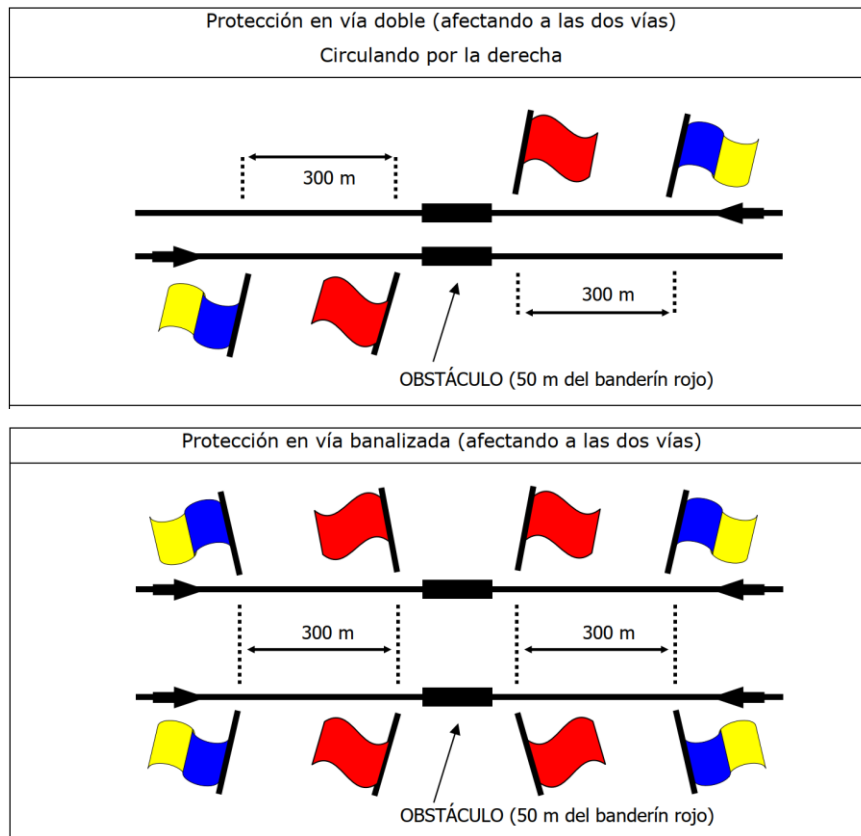 Protección en vía doble (afectando a las dos vías)
Circulando por la derecha
300 m
300 m
OBSTÁCULO (50 m del banderín rojo)
Protección en vía banalizada (afectando a las dos vías)
300 m
300 m
OBSTÁCULO (50 m del banderín rojo)